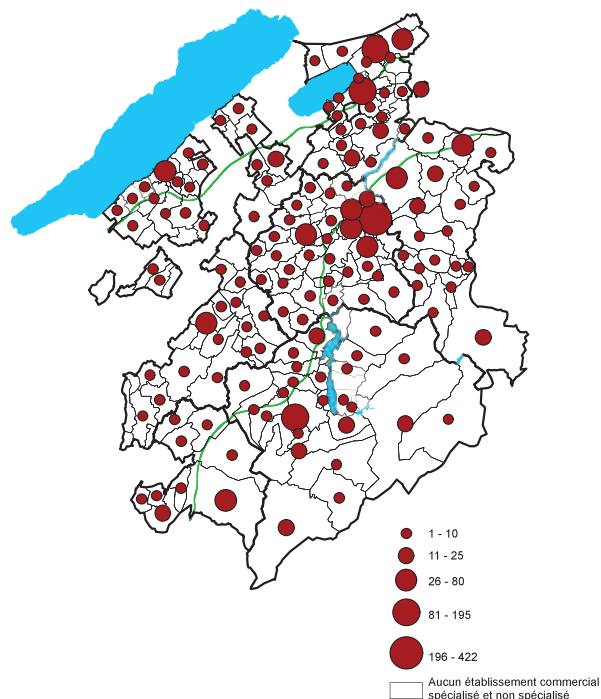 1 - 10
11 - 25
26 - 80
81 - 195
196 - 422
Aucun établissement commercial
spécialisé et non spécialisé